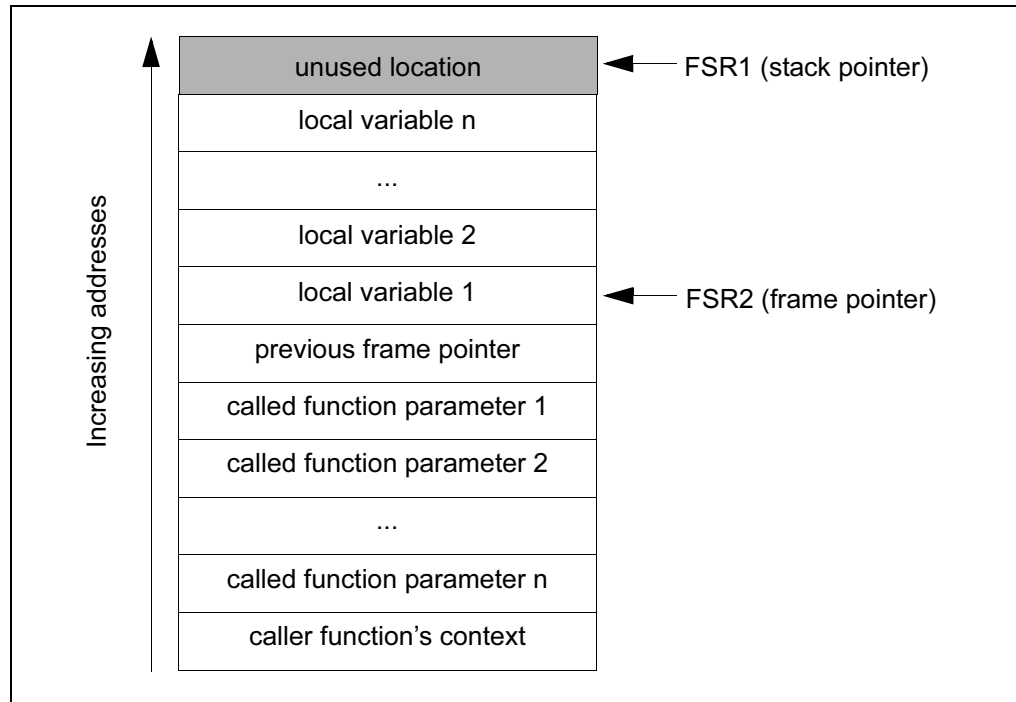 unused location
FSR1 (stack pointer)
local variable n
...
local variable 2
local variable 1
FSR2 (frame pointer)
previous frame pointer
called function parameter 1
called function parameter 2
...
called function parameter n
caller function’s context
Increasing addresses